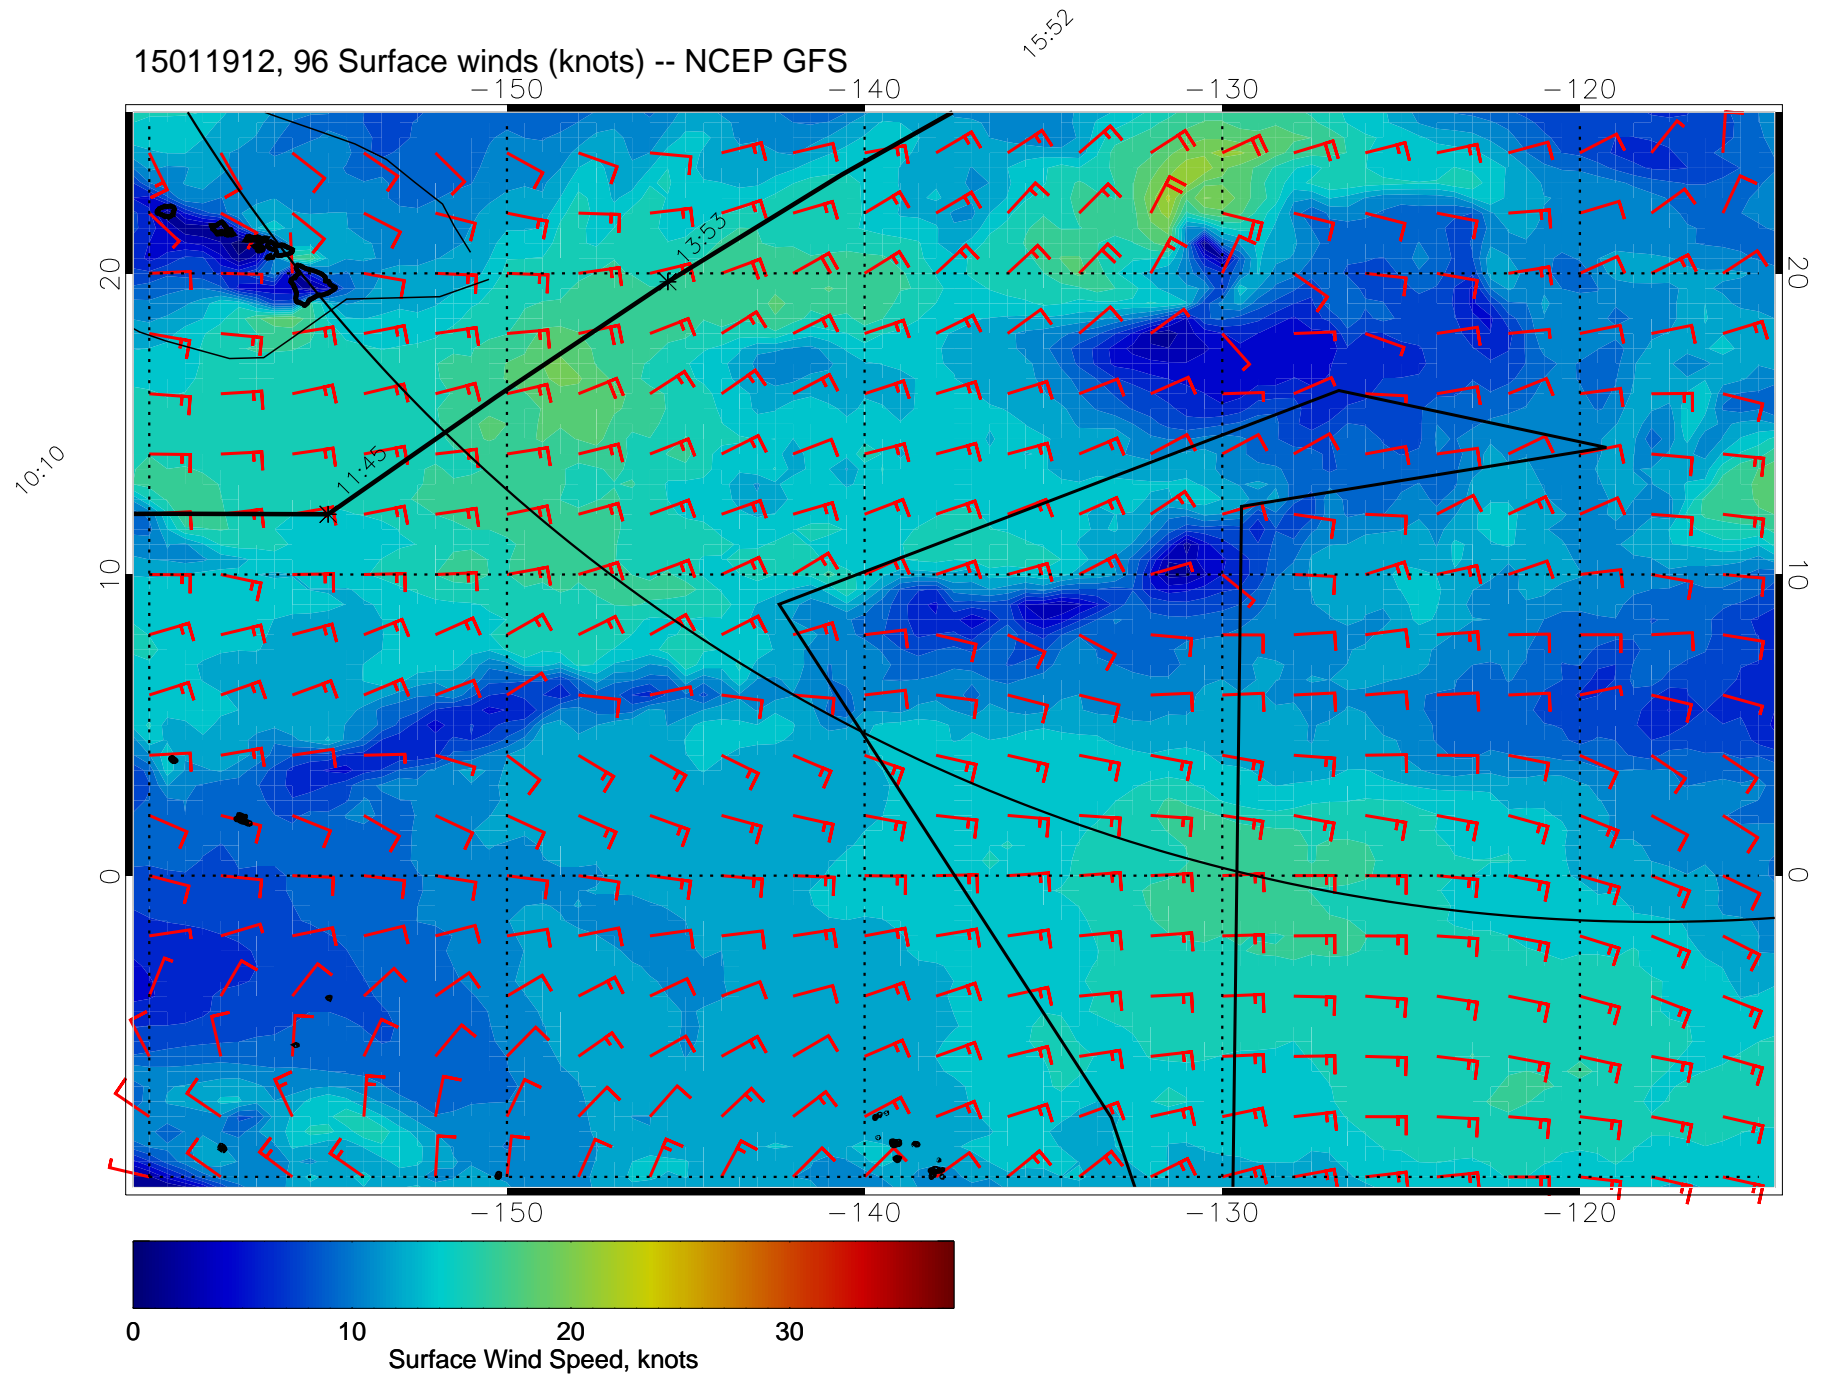 15:52
15011912, 96 Surface winds (knots) -- NCEP GFS
-150 -140 -130 -120
13:53
20 20
10:10
11:45
10 10
0 0
-150 -140 -130 -120
0 10 20 30
Surface Wind Speed, knots